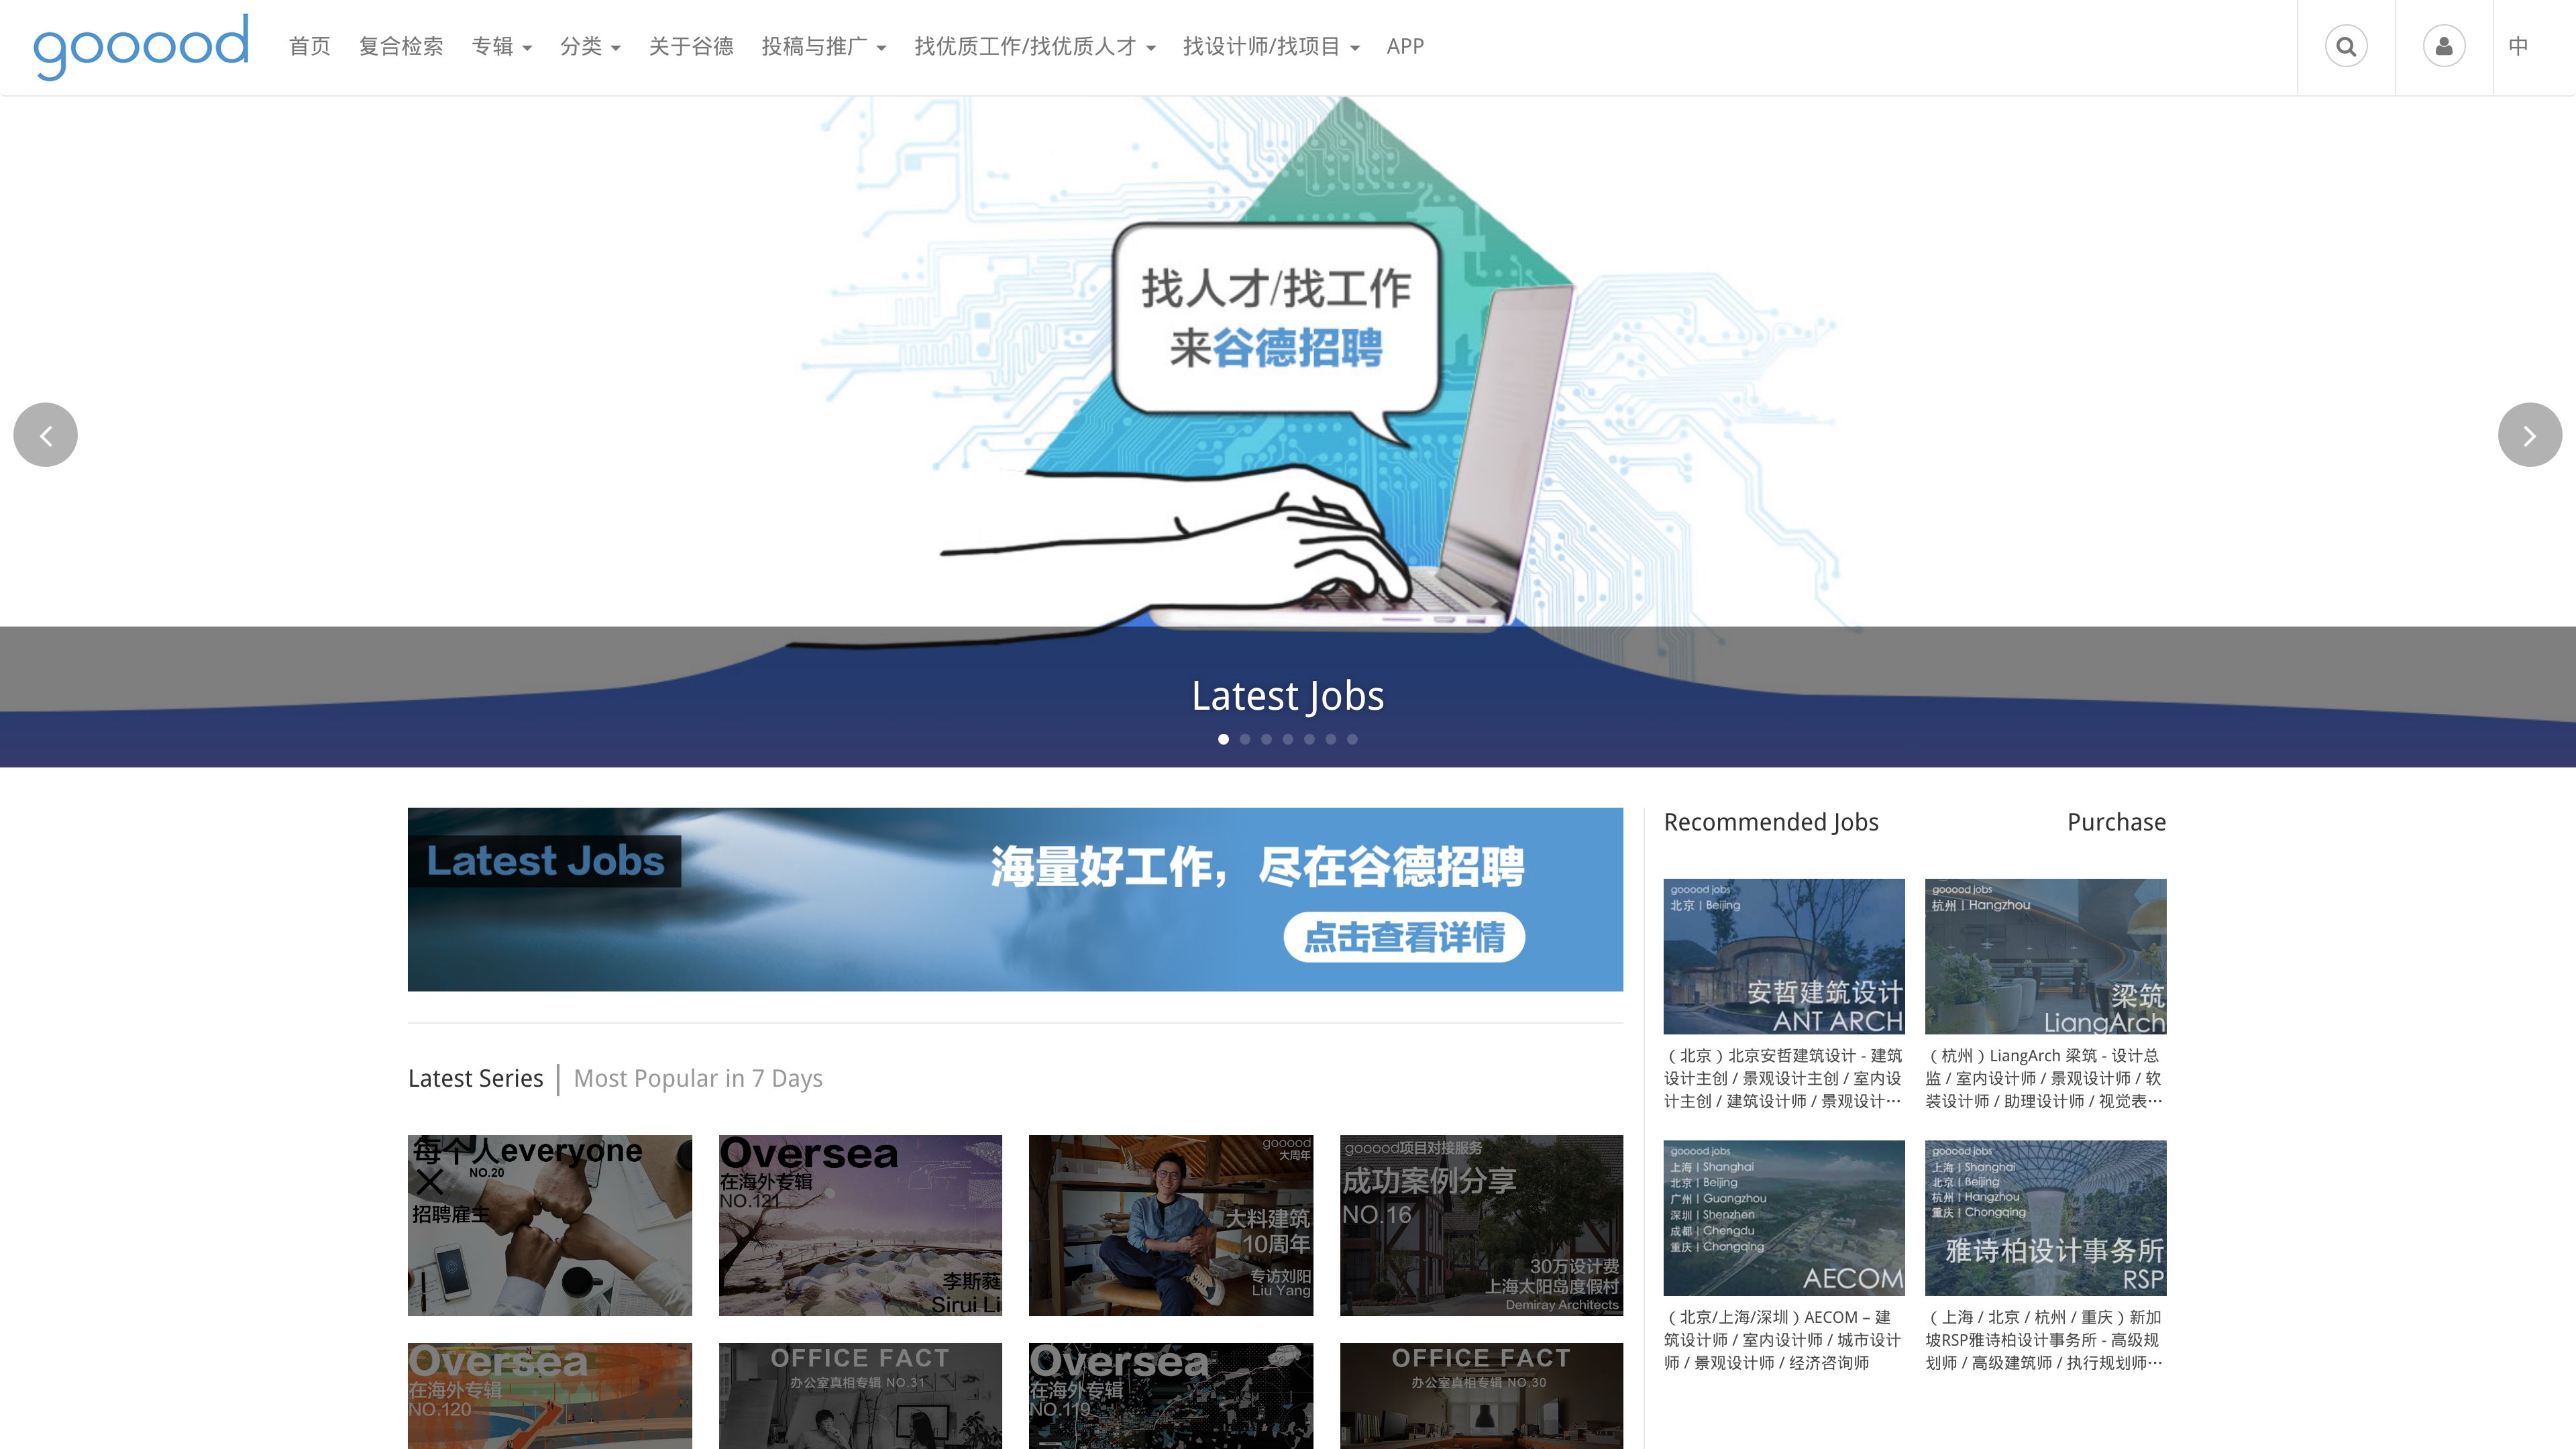 gooood
首页 复合检索 专辑 分类 关于谷德 投稿与推广 找优质工作/找优质人才 找设计师/找项目 APP 中
找人才/找工作
来谷德招聘
Latest Jobs
Latest Jobs
海量好工作，尽在谷德招聘
点击查看详情
Latest Series
Most Popular in 7 Days
每个人everyone
NO.20
招聘雇主
Oversea
在海外专辑
NO.121
李斯蕤
Sirui Li
gooood
大周年
大料建筑
10周年
专访刘阳
Liu Yang
gooood项目对接服务
成功案例分享
NO.16
30万设计费
上海太阳岛度假村
Demiray Architects
Oversea
在海外专辑
NO.120
OFFICE FACT
办公室真相专辑 NO.31
Oversea
在海外专辑
NO.119
OFFICE FACT
办公室真相专辑 NO.30
Recommended Jobs
Purchase
gooood jobs
北京 | Beijing
安哲建筑设计
ANT ARCH
（北京）北京安哲建筑设计 - 建筑
设计主创 / 景观设计主创 / 室内设
计主创 / 建筑设计师 / 景观设计…
gooood jobs
杭州 | Hangzhou
梁筑
LiangArch
（杭州）LiangArch 梁筑 - 设计总
监 / 室内设计师 / 景观设计师 / 软
装设计师 / 助理设计师 / 视觉表…
gooood jobs
上海 | Shanghai
北京 | Beijing
广州 | Guangzhou
深圳 | Shenzhen
成都 | Chengdu
重庆 | Chongqing
AECOM
（北京/上海/深圳）AECOM – 建
筑设计师 / 室内设计师 / 城市设计
师 / 景观设计师 / 经济咨询师
gooood jobs
上海 | Shanghai
北京 | Beijing
杭州 | Hangzhou
重庆 | Chongqing
雅诗柏设计事务所
RSP
（上海 / 北京 / 杭州 / 重庆）新加
坡RSP雅诗柏设计事务所 - 高级规
划师 / 高级建筑师 / 执行规划师…